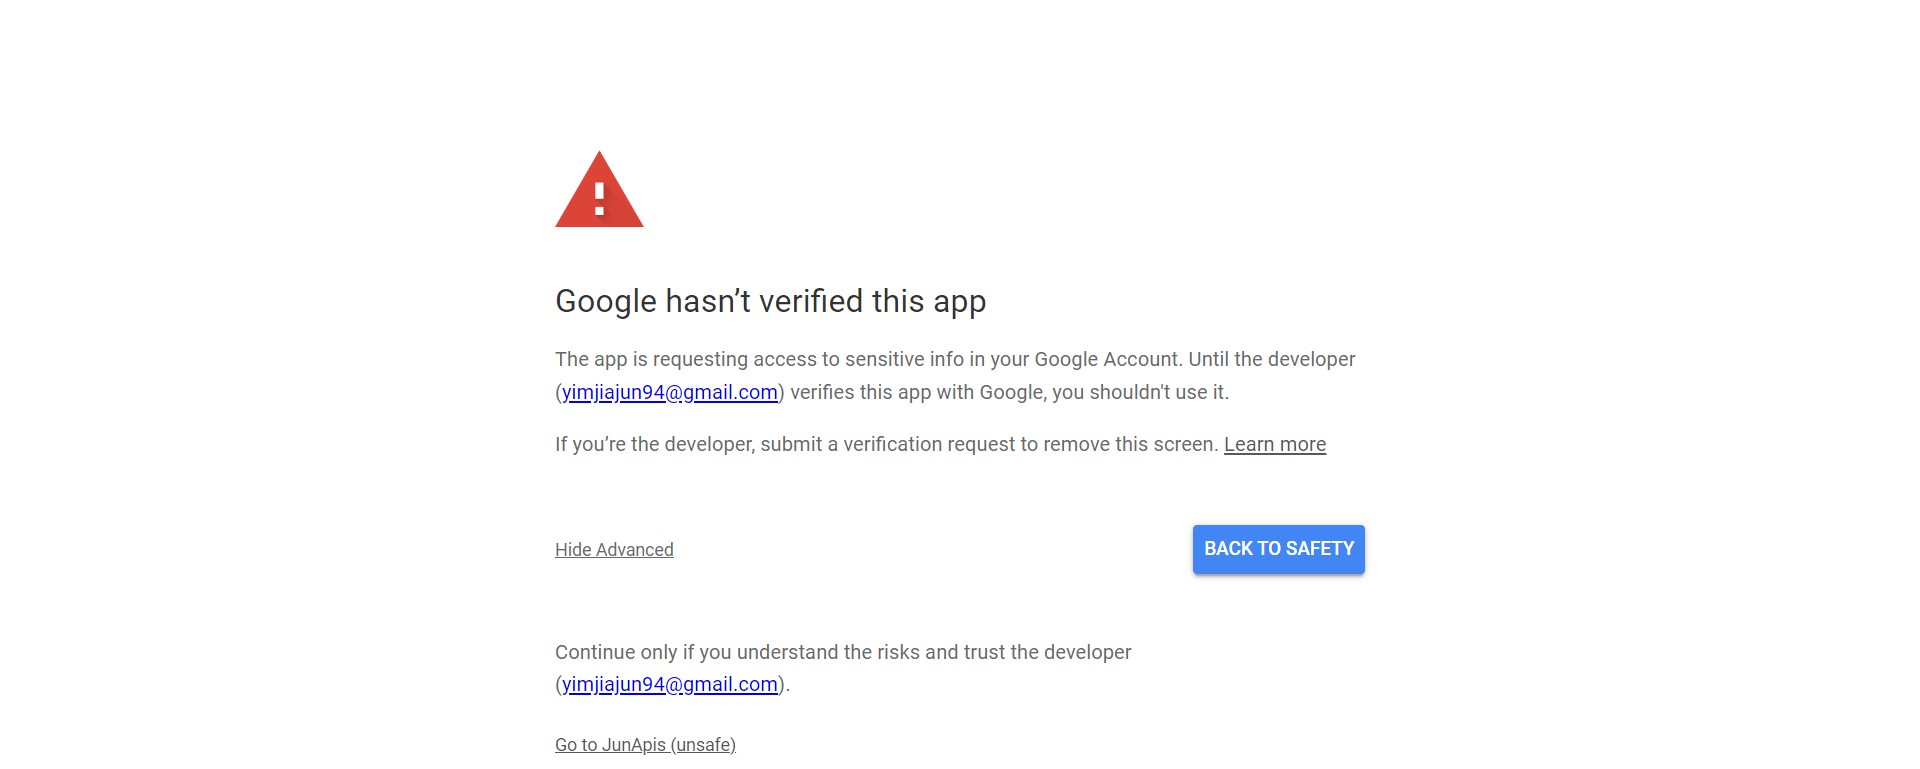 Google hasn’t verified this app
The app is requesting access to sensitive info in your Google Account. Until the developer
(yimjiajun94@gmail.com) verifies this app with Google, you shouldn't use it.
If you’re the developer, submit a verification request to remove this screen. Learn more
Hide Advanced
BACK TO SAFETY
Continue only if you understand the risks and trust the developer
(yimjiajun94@gmail.com).
Go to JunApis (unsafe)